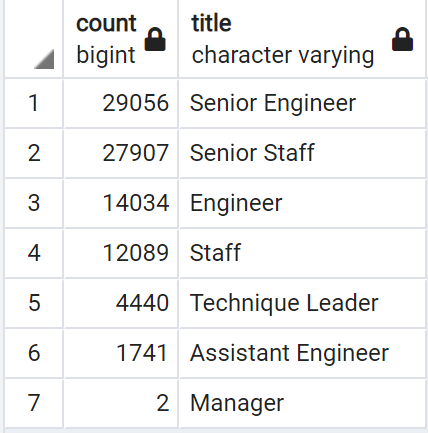 count title
bigint character varying
1 29056 Senior Engineer
2 27907 Senior Staff
3 14034 Engineer
4 12089 Staff
5 4440 Technique Leader
6 1741 Assistant Engineer
7 2 Manager